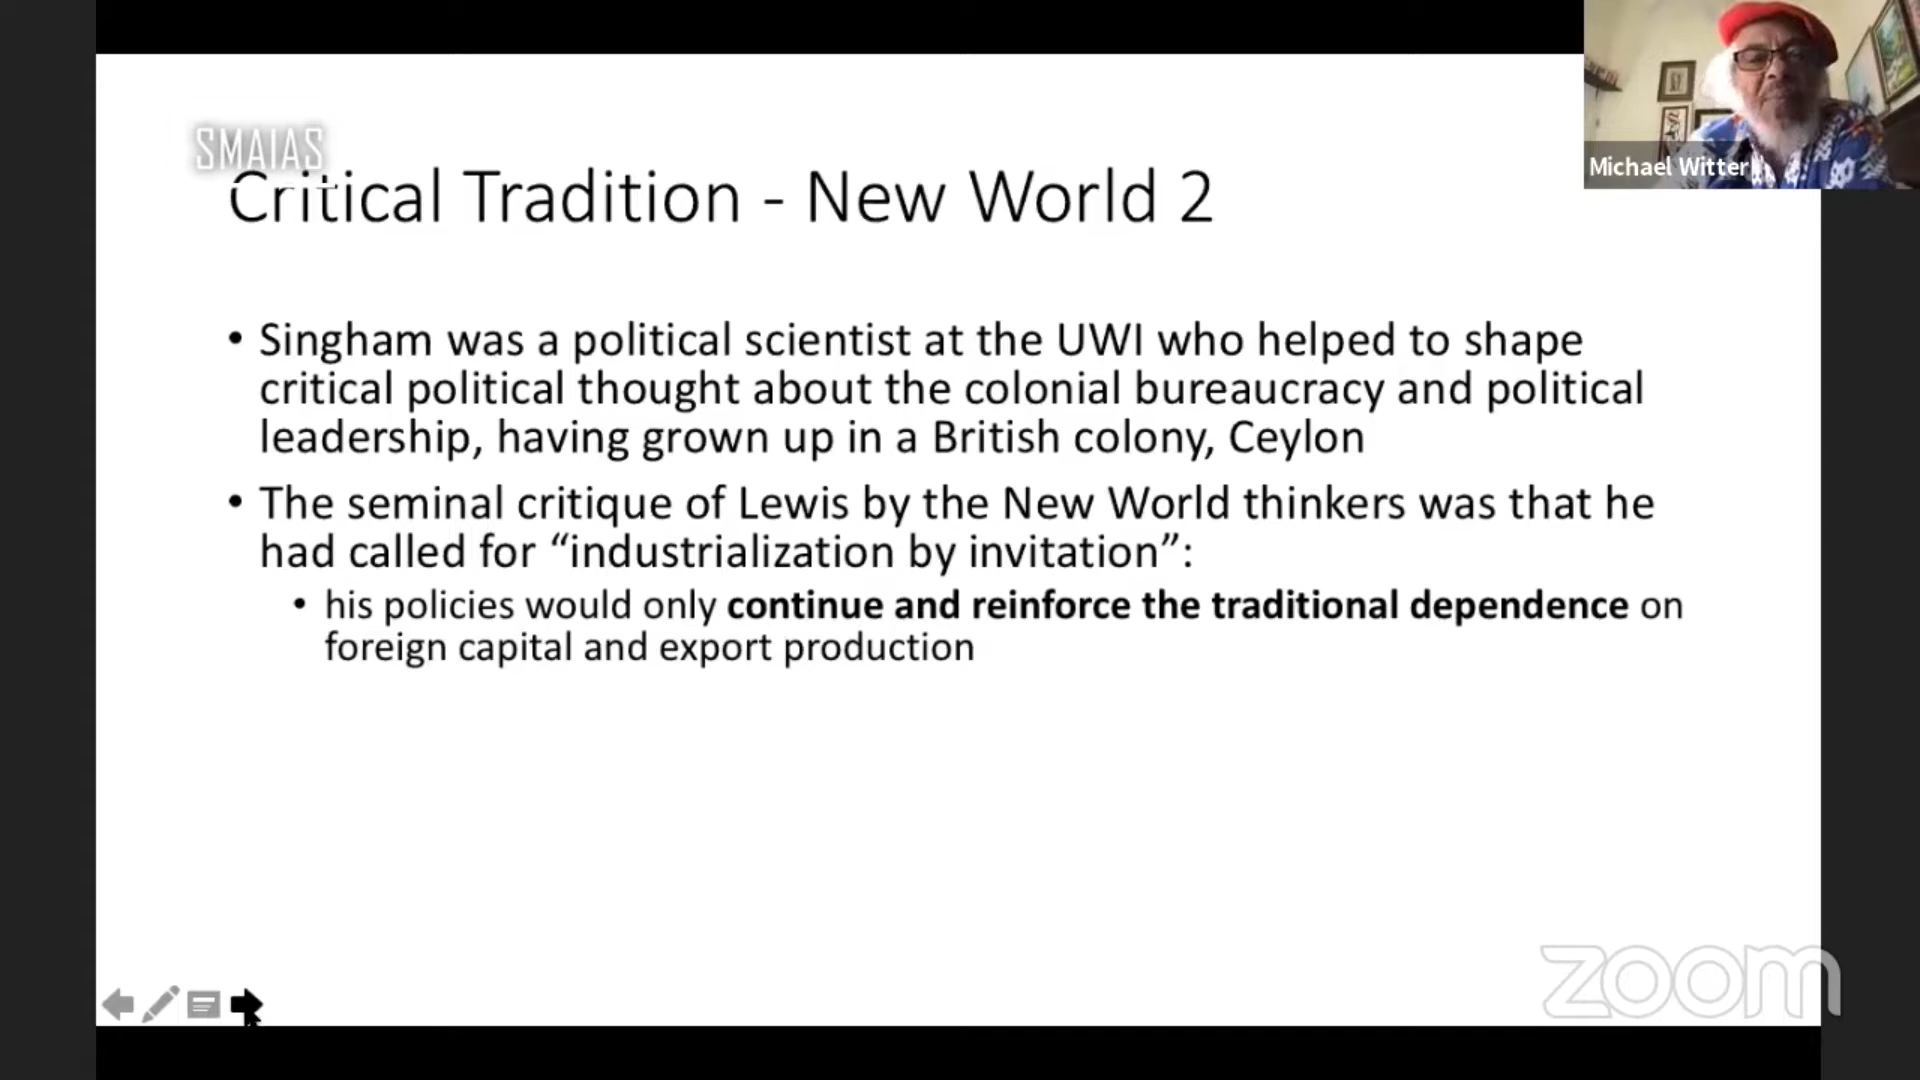 SMAIAS
Critical Tradition - New World 2
Michael Witter
• Singham was a political scientist at the UWI who helped to shape
critical political thought about the colonial bureaucracy and political
leadership, having grown up in a British colony, Ceylon
• The seminal critique of Lewis by the New World thinkers was that he
had called for “industrialization by invitation”:
• his policies would only continue and reinforce the traditional dependence on
foreign capital and export production
zoom